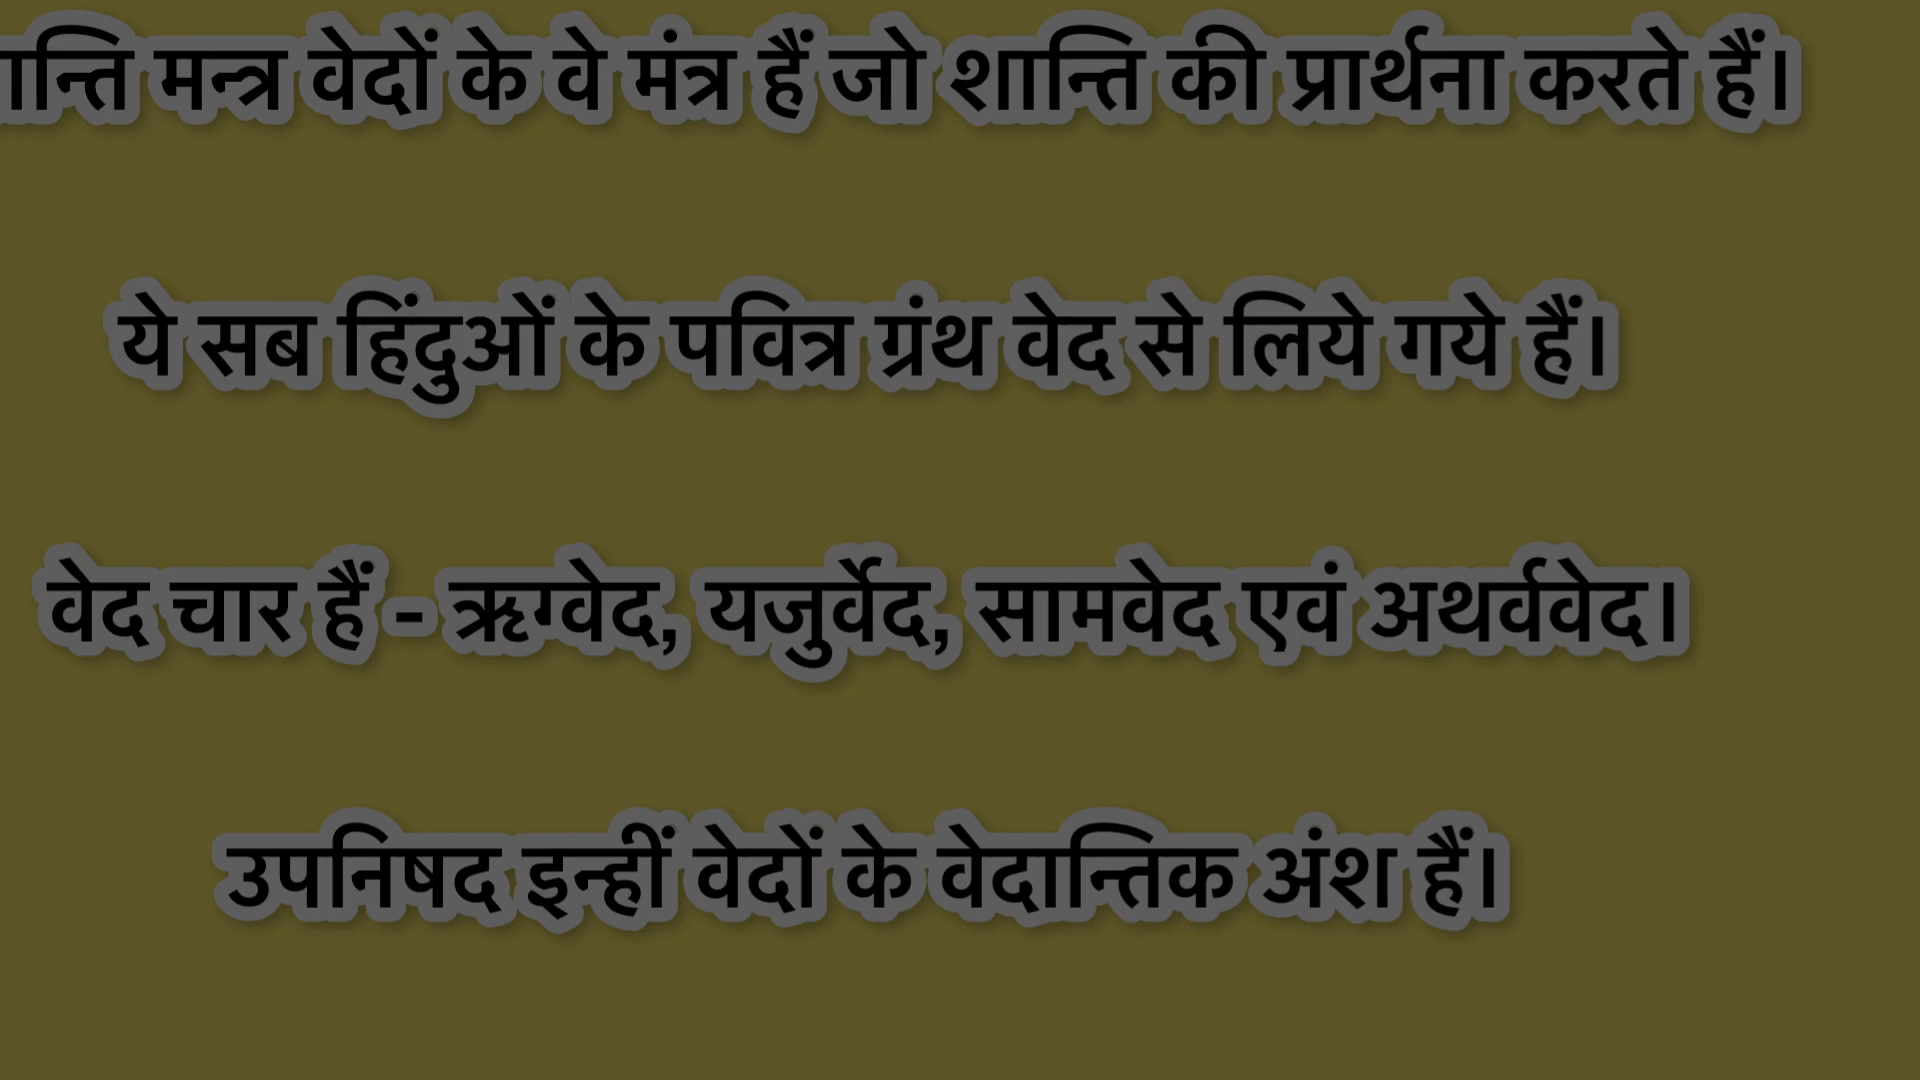 ान्ति मन्त्र वेदों के वे मंत्र हैं जो शान्ति की प्रार्थना करते हैं।
ये सब हिंदुओं के पवित्र ग्रंथ वेद से लिये गये हैं।
वेद चार हैं - ऋग्वेद, यजुर्वेद, सामवेद एवं अथर्ववेद।
उपनिषद इन्हीं वेदों के वेदान्तिक अंश हैं।